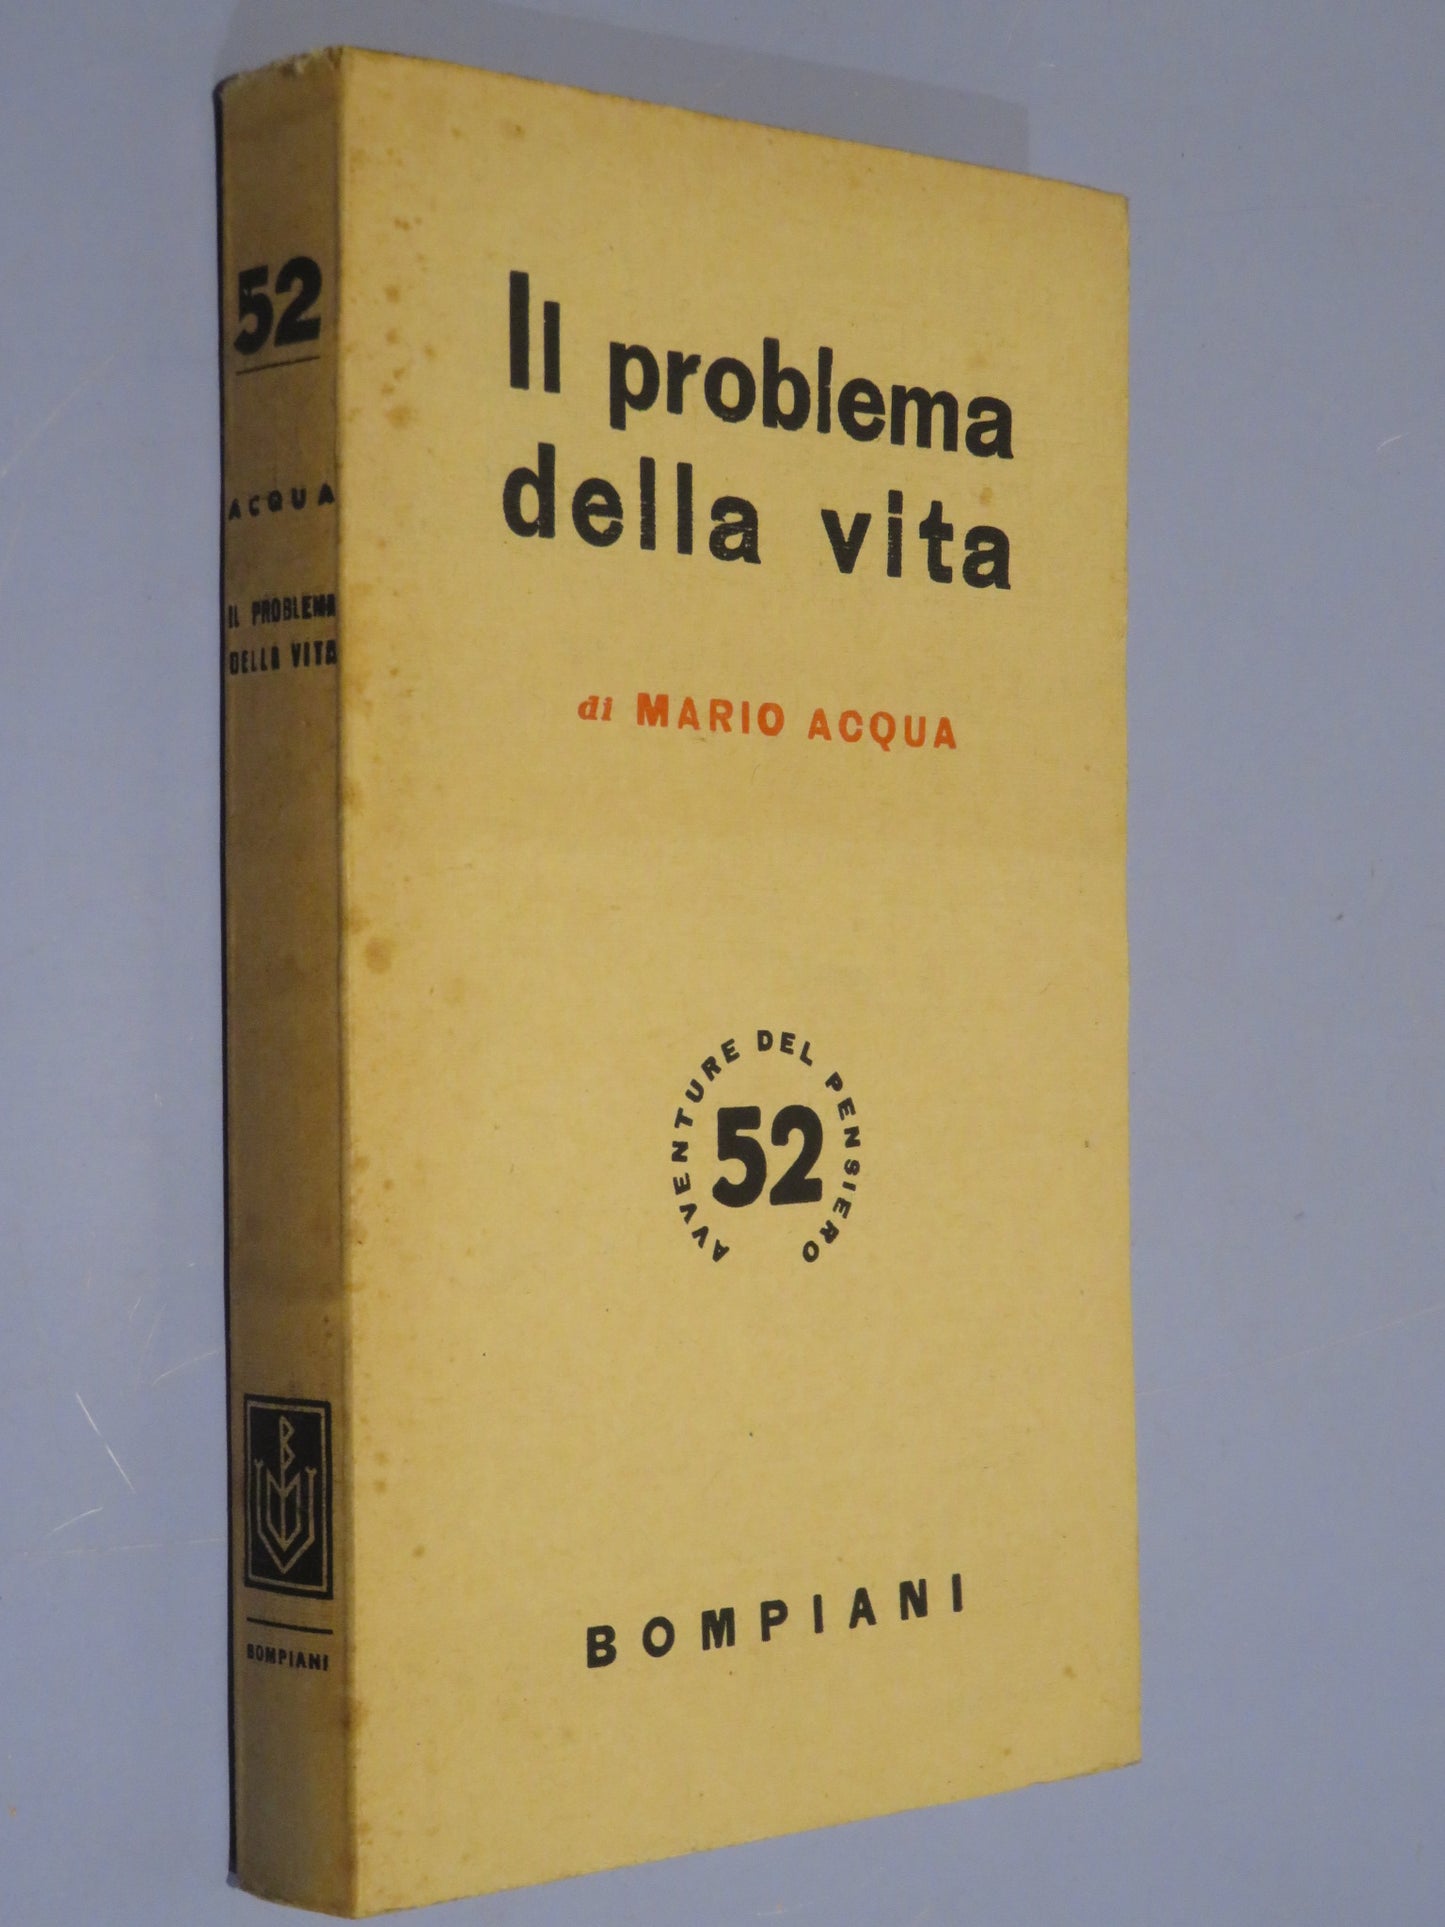 52
ACQUA
IL PROBLEMA
DELLA VITA
B
BOMPIANI
Il problema
della vita
di MARIO ACQUA
AVVENTURE DEL PENSIERO
52
BOMPIANI